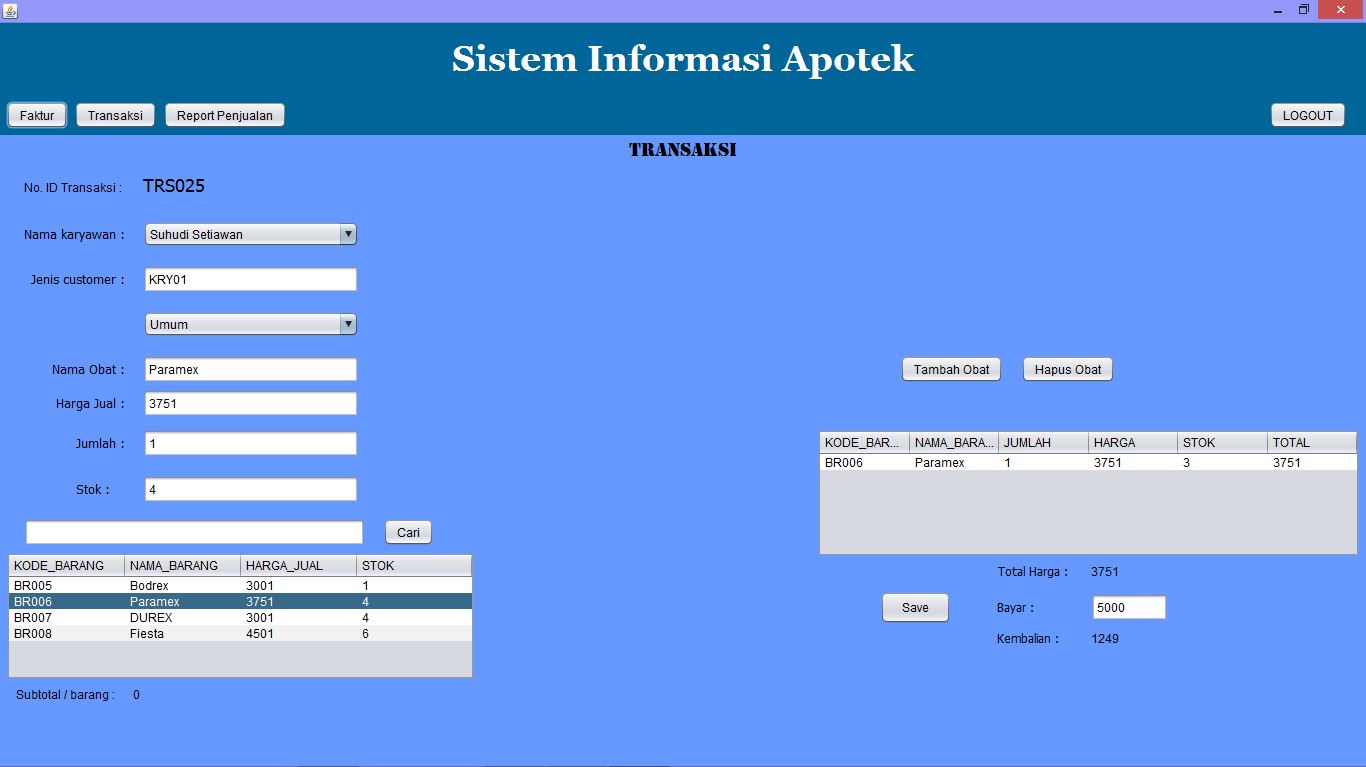 Sistem Informasi Apotek
Faktur Transaksi Report Penjualan LOGOUT
TRANSAKSI
No. ID Transaksi : TRS025
Nama karyawan : Suhudi Setiawan
Jenis customer : KRY01
Umum
Nama Obat : Paramex
Tambah Obat Hapus Obat
Harga Jual : 3751
Jumlah : 1
Stok : 4
Cari
KODE_BARANG NAMA_BARANG HARGA_JUAL STOK
BR005 Bodrex 3001 1
BR006 Paramex 3751 4
BR007 DUREX 3001 4
BR008 Fiesta 4501 6
Subtotal / barang : 0
KODE_BAR... NAMA_BARA... JUMLAH HARGA STOK TOTAL
BR006 Paramex 1 3751 3 3751
Total Harga : 3751
Save Bayar : 5000
Kembalian : 1249